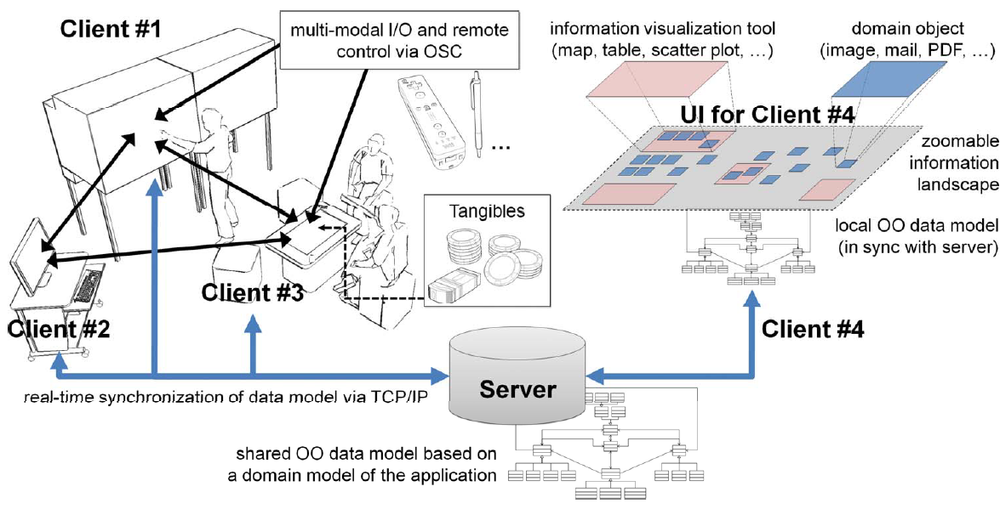 Client #1
multi-modal I/O and remote
control via OSC
...
Tangibles
Client #3
Client #2
information visualization tool
(map, table, scatter plot, ...)
domain object
(image, mail, PDF, ...)
UI for Client #4
zoomable
information
landscape
local OO data model
(in sync with server)
Client #4
Server
real-time synchronization of data model via TCP/IP
shared OO data model based on
a domain model of the application